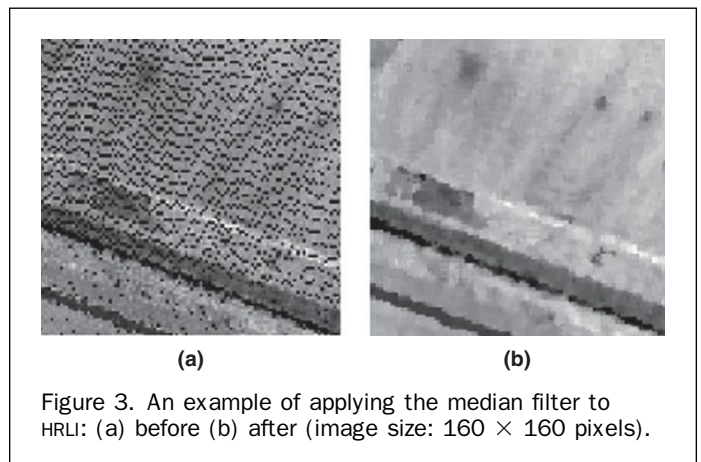 (a)
(b)
Figure 3. An example of applying the median filter to
HRLI: (a) before (b) after (image size: 160 × 160 pixels).